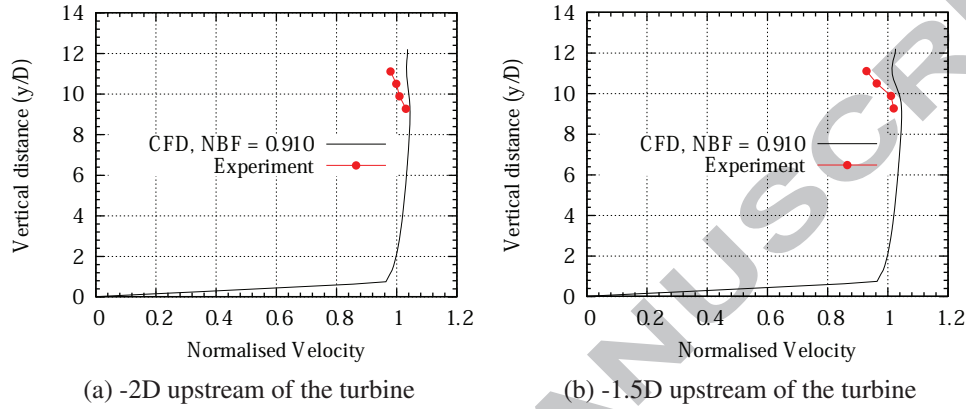 14
12
10
8
6
4
2
0
Vertical distance (y/D)
CFD, NBF = 0.910
Experiment
0 0.2 0.4 0.6 0.8 1 1.2
Normalised Velocity
(a) -2D upstream of the turbine
14
12
10
8
6
4
2
0
Vertical distance (y/D)
CFD, NBF = 0.910
Experiment
0 0.2 0.4 0.6 0.8 1 1.2
Normalised Velocity
(b) -1.5D upstream of the turbine
ANUSCR